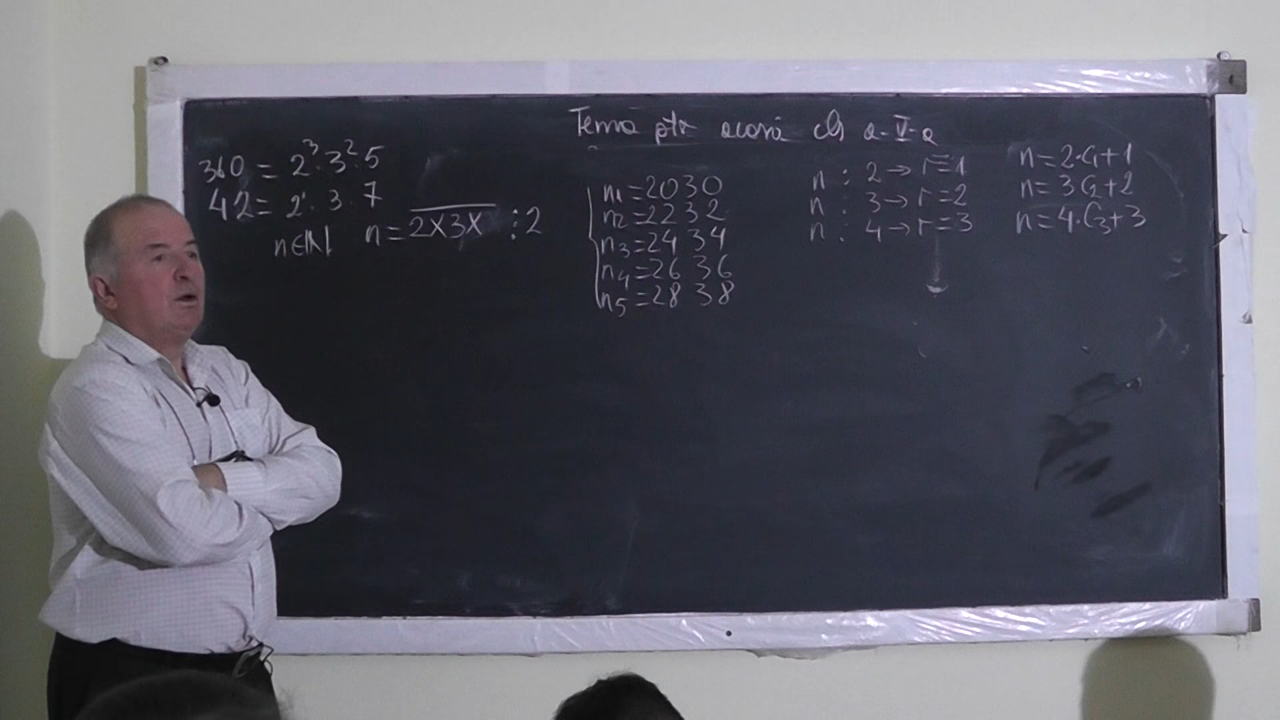 Tema ptr acasă cls a-V-a
360 = 2³·3²·5
42 = 2¹·3·7
n∈ℕ n = 2x3x ⋮ 2
n₁=2030
n₂=2232
n₃=2434
n₄=2636
n₅=2838
n : 2 → r=1
n : 3 → r=2
n : 4 → r=3
n=2·C₁+1
n=3C₂+2
n=4·C₃+3